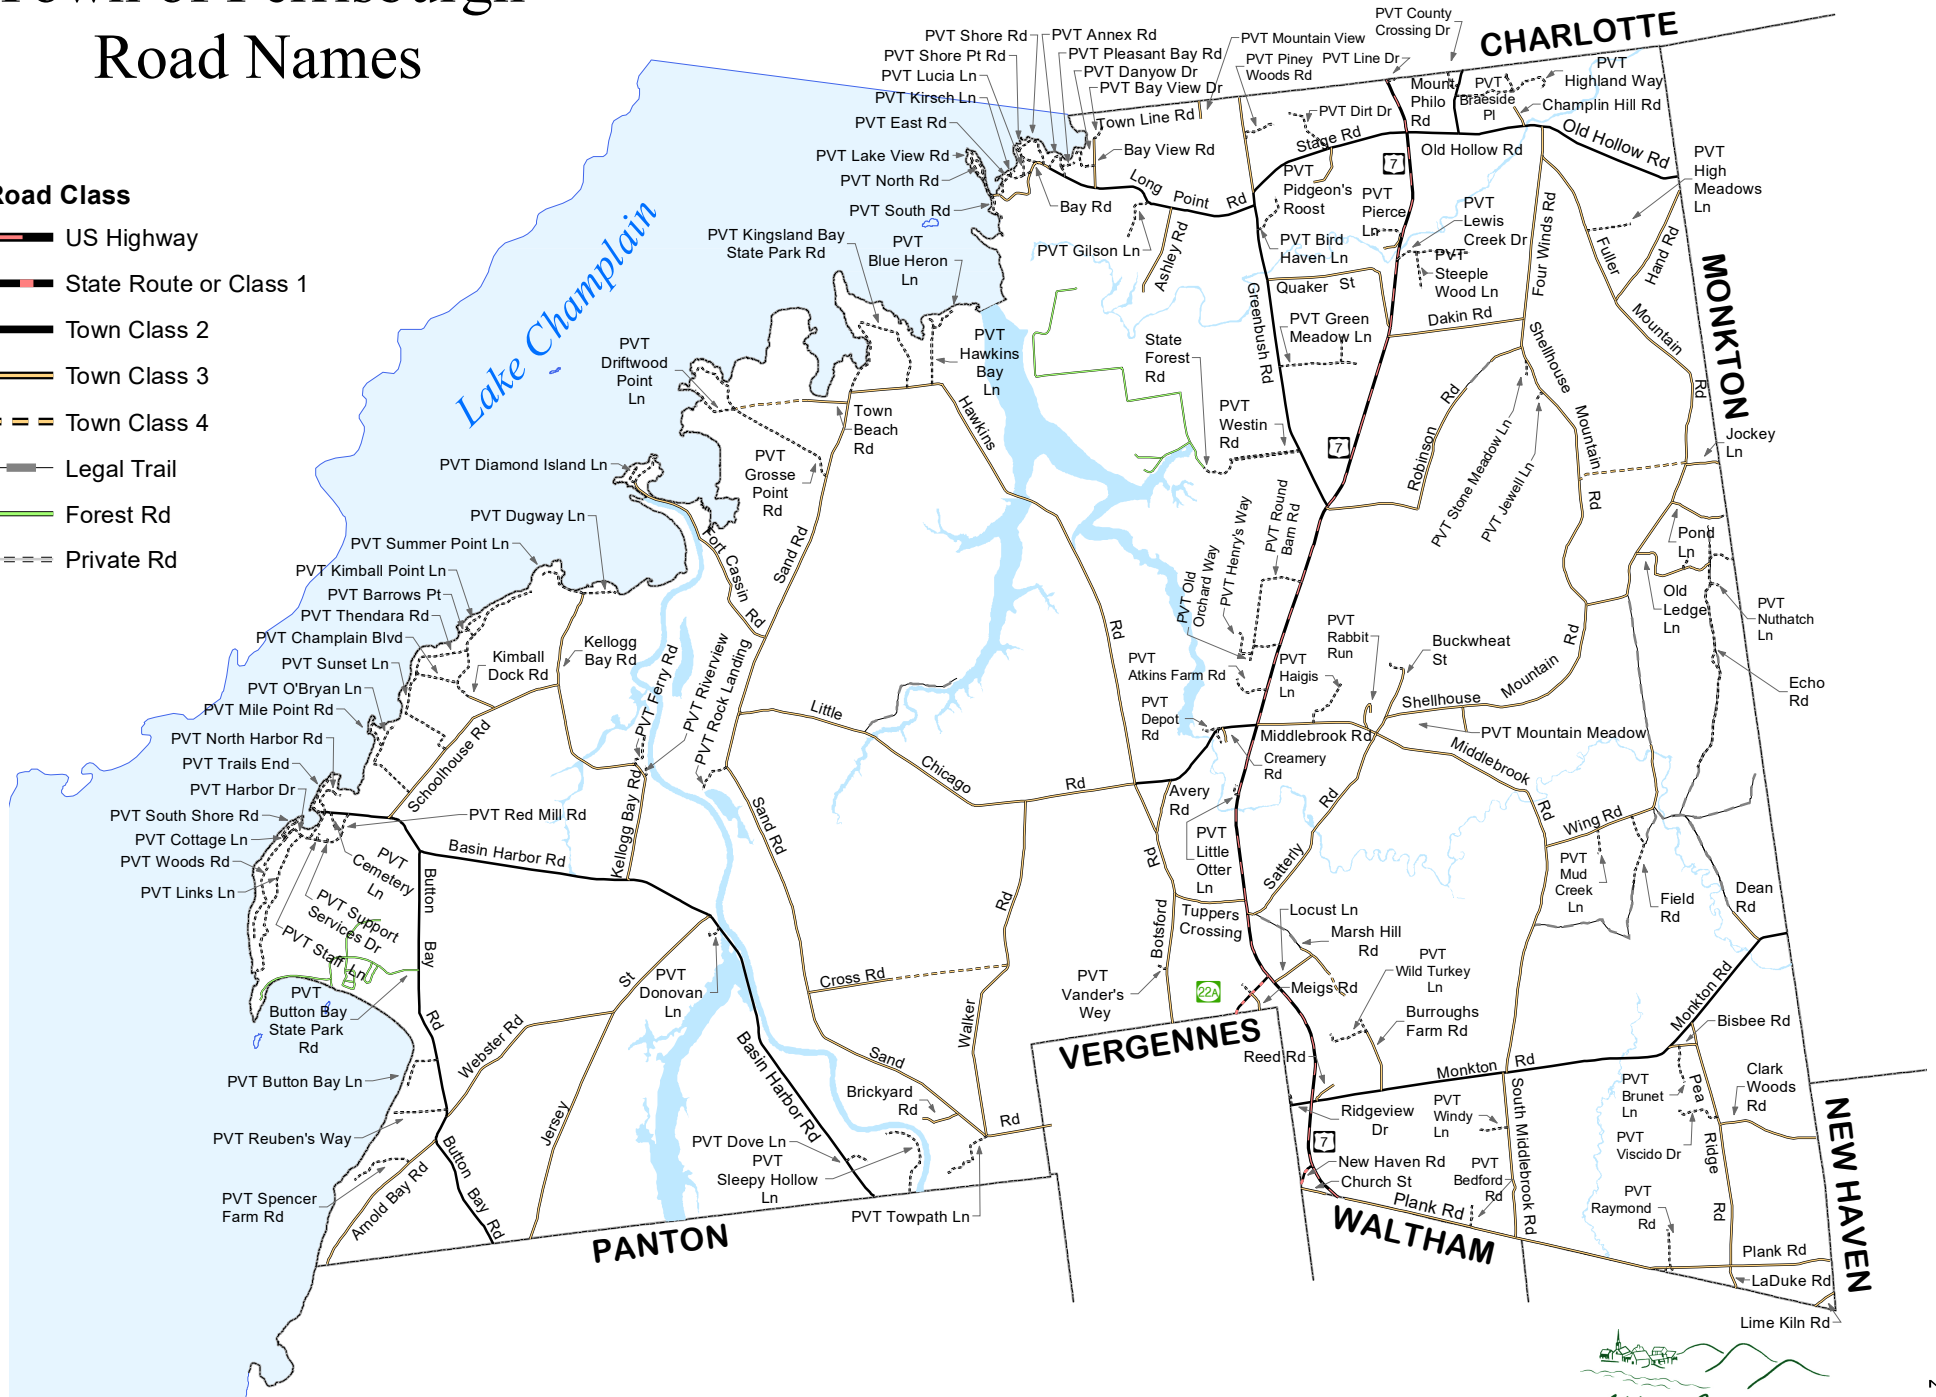 Town of Ferrisburgh
Road Names
Road Class
US Highway
State Route or Class 1
Town Class 2
Town Class 3
Town Class 4
Legal Trail
Forest Rd
Private Rd
Lake Champlain
CHARLOTTE
MONKTON
NEW HAVEN
WALTHAM
VERGENNES
PANTON
PVT Shore Rd
PVT Annex Rd
PVT Shore Pt Rd
PVT Pleasant Bay Rd
PVT Lucia Ln
PVT Danyow Dr
PVT Kirsch Ln
PVT Bay View Dr
PVT East Rd
PVT Lake View Rd
PVT North Rd
PVT South Rd
PVT Mountain View
PVT Piney
Woods Rd
PVT Line Dr
PVT County
Crossing Dr
Mount
Philo
Rd
PVT
Braeside
Pl
PVT
Highland Way
Champlin Hill Rd
Town Line Rd
PVT Dirt Dr
Stage Rd
Old Hollow Rd
Old Hollow Rd
7
Bay View Rd
Long
Point
Rd
Bay Rd
PVT
Pidgeon's
Roost
PVT
Pierce
Ln
PVT
Lewis
Creek Dr
PVT
High
Meadows
Ln
PVT Kingsland Bay
State Park Rd
PVT
Blue Heron
Ln
PVT Gilson Ln
Ashley Rd
PVT Bird
Haven Ln
PVT
Steeple
Wood Ln
Four Winds Rd
Fuller
Hand Rd
Quaker St
Greenbush Rd
PVT Green
Meadow Ln
Dakin Rd
Shellhouse
Mountain
Rd
Mountain
Rd
PVT
Driftwood
Point
Ln
PVT
Hawkins
Bay
Ln
State
Forest
Rd
Town
Beach
Rd
Hawkins
Rd
PVT
Westin
Rd
7
Robinson
Rd
PVT Stone Meadow Ln
PVT Jewell Ln
Jockey
Ln
PVT Diamond Island Ln
PVT
Grosse
Point
Rd
PVT Dugway Ln
Fort Cassin Rd
Sand Rd
PVT Summer Point Ln
PVT Kimball Point Ln
PVT Barrows Pt
PVT Thendara Rd
PVT Champlain Blvd
PVT Sunset Ln
PVT O'Bryan Ln
PVT Mile Point Rd
PVT North Harbor Rd
PVT Trails End
PVT Harbor Dr
PVT South Shore Rd
PVT Cottage Ln
PVT Woods Rd
PVT Links Ln
Kimball
Dock Rd
Kellogg
Bay Rd
PVT Ferry Rd
PVT Riverview
PVT Rock Landing
Schoolhouse Rd
PVT Red Mill Rd
PVT
Cemetery
Ln
PVT Support
Services Dr
PVT Staff Ln
Basin Harbor Rd
Kellogg Bay Rd
PVT Old
Orchard Way
PVT Henry's Way
PVT Round
Barn Rd
PVT
Atkins Farm Rd
PVT
Haigis
Ln
PVT
Rabbit
Run
Buckwheat
St
PVT
Depot
Rd
Shellhouse
Mountain
Rd
Middlebrook Rd
PVT Mountain Meadow
Middlebrook
Rd
Creamery
Rd
Pond
Ln
Old
Ledge
Ln
PVT
Nuthatch
Ln
Echo
Rd
Little
Chicago
Rd
Avery
Rd
PVT
Little
Otter
Ln
Satterly
Rd
Wing Rd
PVT
Mud
Creek
Ln
Field
Rd
Dean
Rd
Sand Rd
Rd
Botsford
Tuppers
Crossing
Locust Ln
Marsh Hill
Rd
Button
Bay
Rd
PVT
Button Bay
State Park
Rd
Cross Rd
Walker
Rd
PVT
Donovan
Ln
PVT
Vander's
Wey
22A
Meigs Rd
PVT
Wild Turkey
Ln
Burroughs
Farm Rd
Monkton Rd
Bisbee Rd
Webster Rd
Jersey
St
Basin Harbor Rd
Sand
Rd
Brickyard
Rd
Reed Rd
Monkton
Rd
PVT Button Bay Ln
PVT Reuben's Way
PVT Spencer
Farm Rd
Arnold Bay Rd
Button
Bay Rd
PVT Dove Ln
PVT
Sleepy Hollow
Ln
PVT Towpath Ln
Ridgeview
Dr
7
New Haven Rd
Church St
PVT
Windy
Ln
South Middlebrook Rd
PVT
Bedford
Rd
PVT
Brunet
Ln
PVT
Viscido Dr
Pea
Ridge
Rd
Clark
Woods
Rd
PVT
Raymond
Rd
Plank Rd
Plank Rd
LaDuke Rd
Lime Kiln Rd